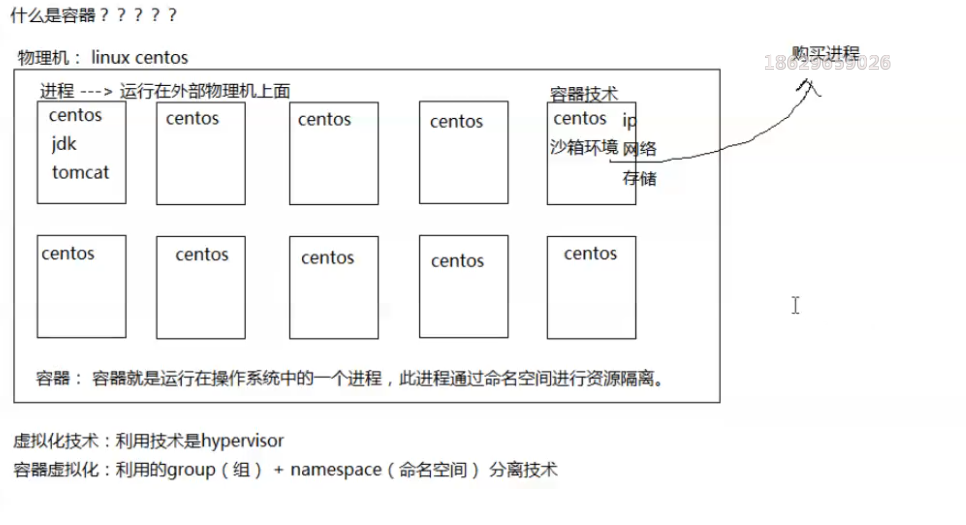 什么是容器？？？？？
物理机： linux centos
购买进程
18629659026
进程 ---> 运行在外部物理机上面
容器技术
centos
jdk
tomcat
centos
centos
centos
centos ip
沙箱环境 网络
存储
centos
centos
centos
centos
centos
容器： 容器就是运行在操作系统中的一个进程，此进程通过命名空间进行资源隔离。
虚拟化技术：利用技术是hypervisor
容器虚拟化：利用的group（组） + namespace（命名空间） 分离技术